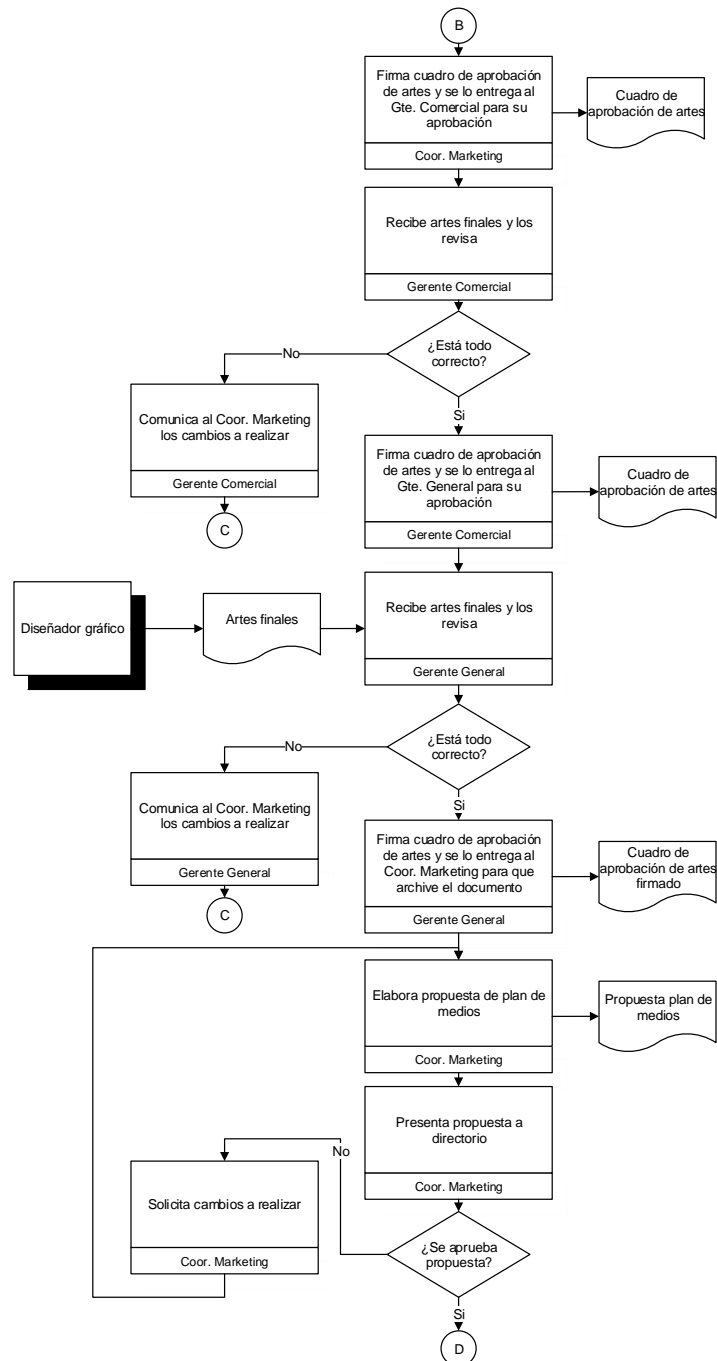 B
Firma cuadro de aprobación
de artes y se lo entrega al
Gte. Comercial para su
aprobación
Coor. Marketing
Cuadro de
aprobación de artes
Recibe artes finales y los
revisa
Gerente Comercial
¿Está todo
correcto?
No
Si
Comunica al Coor. Marketing
los cambios a realizar
Gerente Comercial
C
Firma cuadro de aprobación
de artes y se lo entrega al
Gte. General para su
aprobación
Gerente Comercial
Cuadro de
aprobación de artes
Diseñador gráfico
Artes finales
Recibe artes finales y los
revisa
Gerente General
¿Está todo
correcto?
No
Si
Comunica al Coor. Marketing
los cambios a realizar
Gerente General
C
Firma cuadro de aprobación
de artes y se lo entrega al
Coor. Marketing para que
archive el documento
Gerente General
Cuadro de
aprobación de artes
firmado
Elabora propuesta de plan de
medios
Coor. Marketing
Propuesta plan de
medios
Presenta propuesta a
directorio
Coor. Marketing
No
Solicita cambios a realizar
Coor. Marketing
¿Se aprueba
propuesta?
Si
D